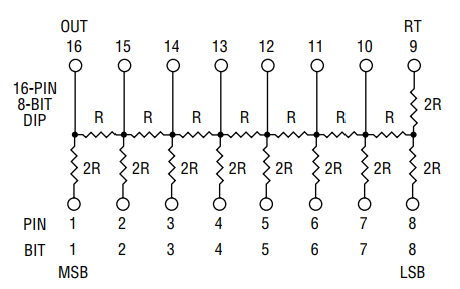 OUT RT
16 15 14 13 12 11 10 9
16-PIN
8-BIT
DIP
2R
R R R R R R R
2R 2R 2R 2R 2R 2R 2R 2R
PIN 1 2 3 4 5 6 7 8
BIT 1 2 3 4 5 6 7 8
MSB LSB